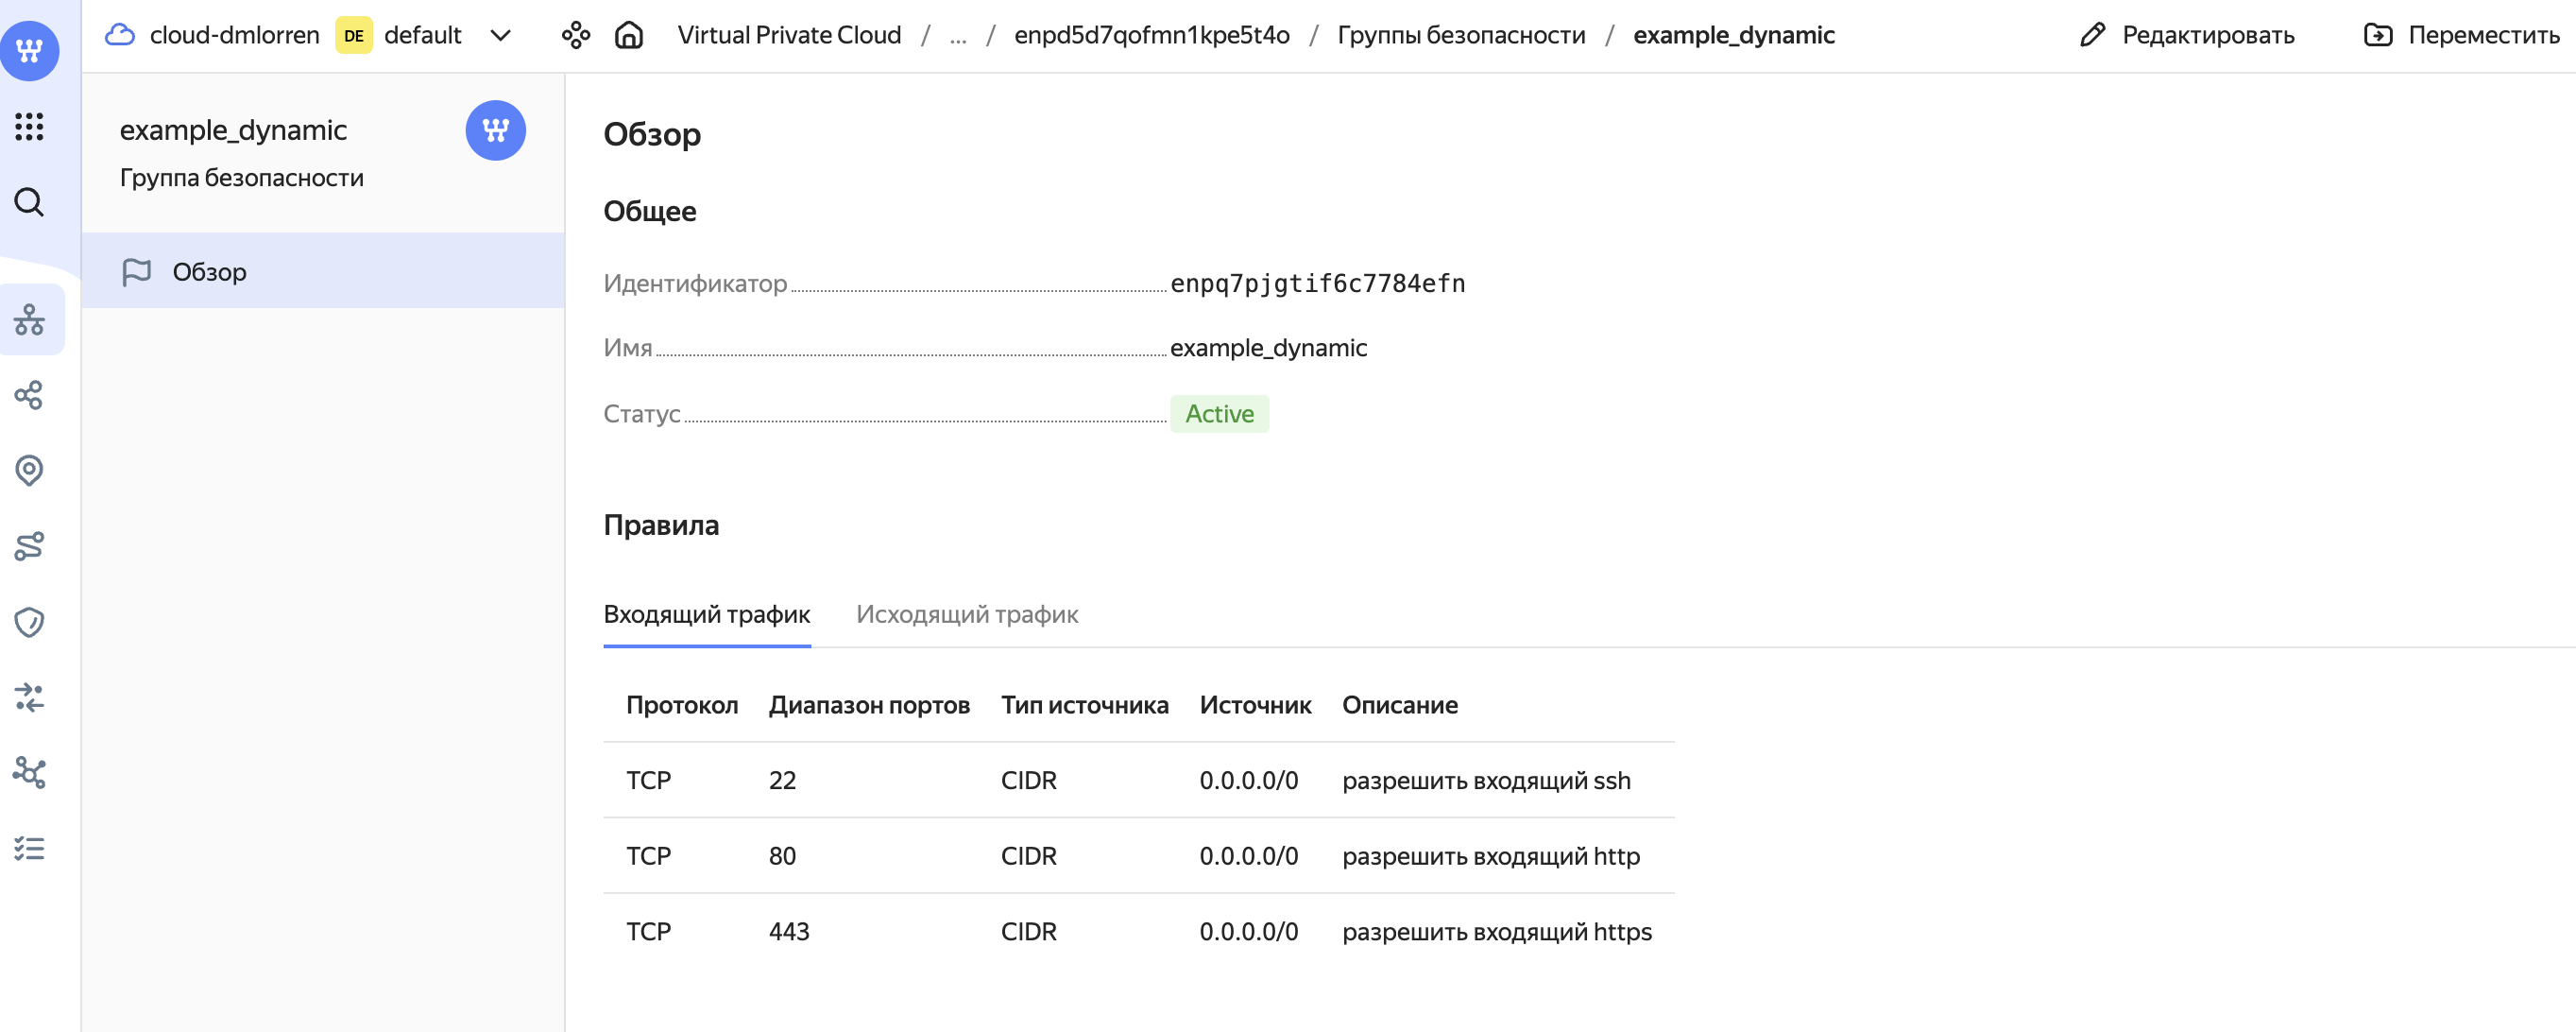 cloud-dmlorren DE default Virtual Private Cloud / ... / enpd5d7qofmn1kpe5t4o / Группы безопасности / example_dynamic Редактировать Переместить
example_dynamic
Группа безопасности
Обзор
Обзор
Общее
Идентификатор enpq7pjgtif6c7784efn
Имя example_dynamic
Статус Active
Правила
Входящий трафик Исходящий трафик
Протокол Диапазон портов Тип источника Источник Описание
TCP 22 CIDR 0.0.0.0/0 разрешить входящий ssh
TCP 80 CIDR 0.0.0.0/0 разрешить входящий http
TCP 443 CIDR 0.0.0.0/0 разрешить входящий https